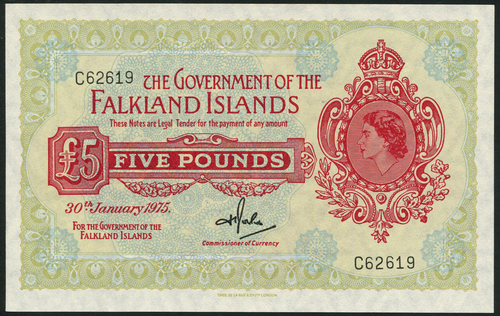 C62619 THE GOVERNMENT OF THE
FALKLAND ISLANDS
These Notes are Legal Tender for the payment of any amount
£5 FIVE POUNDS
30th January 1975.
FOR THE GOVERNMENT OF THE
FALKLAND ISLANDS
Commissioner of Currency
C62619